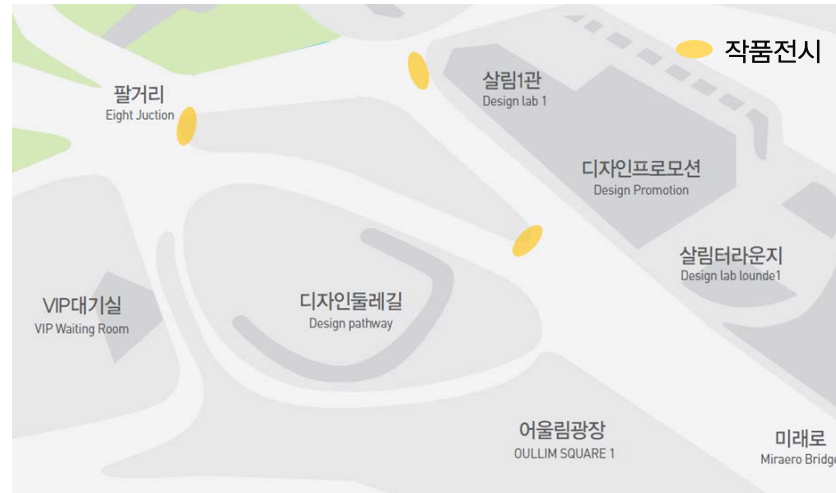 작품전시
살림1관
Design lab 1
팔거리
Eight Juction
디자인프로모션
Design Promotion
살림터라운지
Design lab lounde1
VIP대기실
VIP Waiting Room
디자인둘레길
Design pathway
어울림광장
OULLIM SQUARE 1
미래로
Miraero Bridge